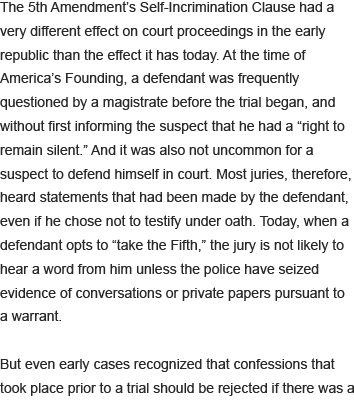 The 5th Amendment’s Self-Incrimination Clause had a
very different effect on court proceedings in the early
republic than the effect it has today. At the time of
America’s Founding, a defendant was frequently
questioned by a magistrate before the trial began, and
without first informing the suspect that he had a “right to
remain silent.” And it was also not uncommon for a
suspect to defend himself in court. Most juries, therefore,
heard statements that had been made by the defendant,
even if he chose not to testify under oath. Today, when a
defendant opts to “take the Fifth,” the jury is not likely to
hear a word from him unless the police have seized
evidence of conversations or private papers pursuant to
a warrant.
But even early cases recognized that confessions that
took place prior to a trial should be rejected if there was a